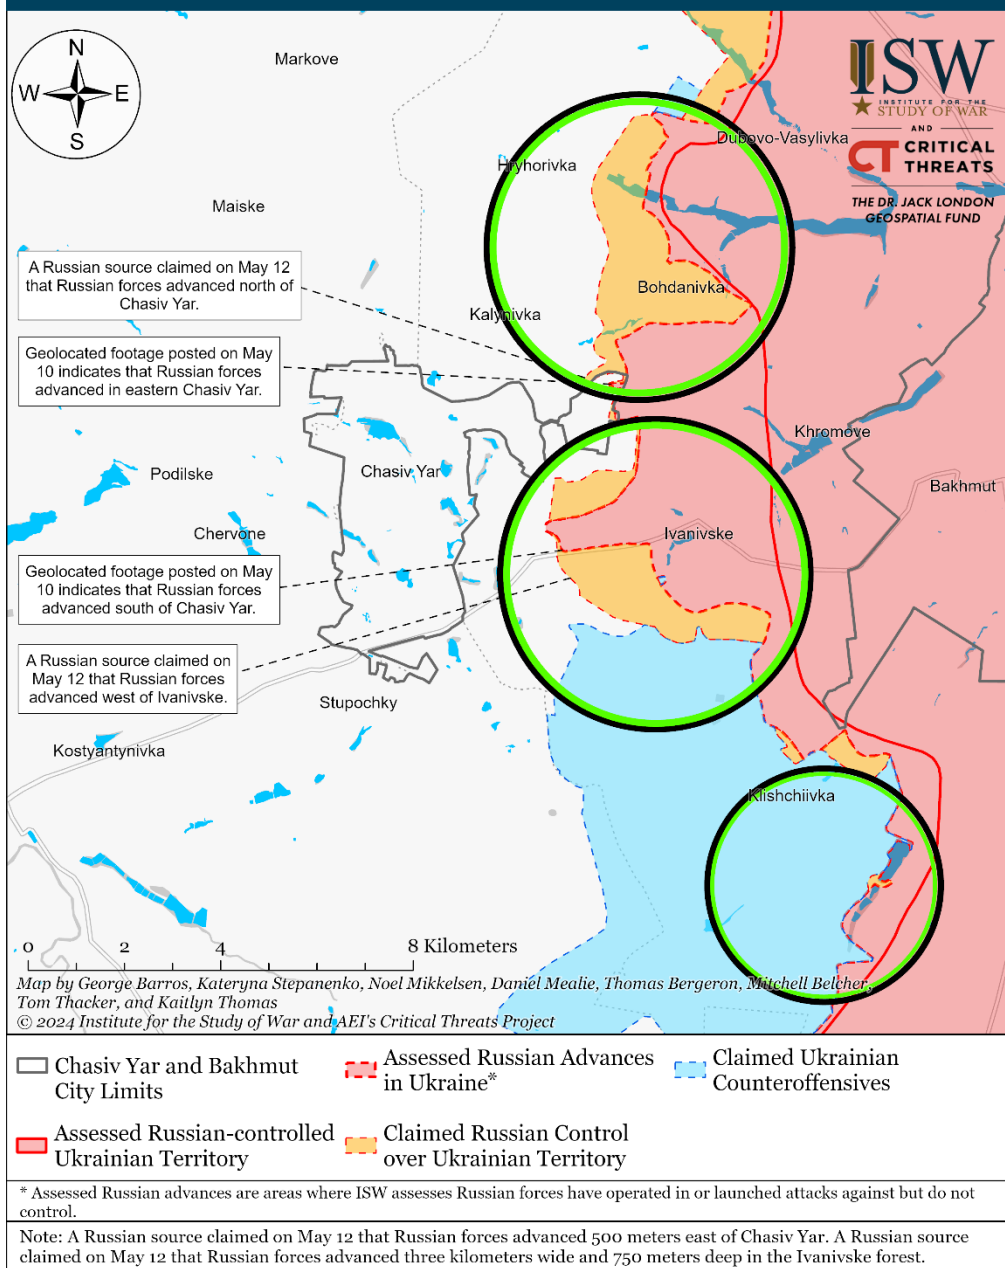 N
W E
S
Markove
ISW
INSTITUTE FOR THE
STUDY OF WAR
AND
CT CRITICAL
THREATS
THE DR. JACK LONDON
GEOSPATIAL FUND
Dubovo-Vasylivka
Hryhorivka
Maiske
A Russian source claimed on May 12
that Russian forces advanced north of
Chasiv Yar.
Bohdanivka
Kalynivka
Geolocated footage posted on May
10 indicates that Russian forces
advanced in eastern Chasiv Yar.
Khromove
Podilske
Chasiv Yar
Bakhmut
Chervone
Ivanivske
Geolocated footage posted on May
10 indicates that Russian forces
advanced south of Chasiv Yar.
A Russian source claimed on
May 12 that Russian forces
advanced west of Ivanivske.
Stupochky
Kostyantynivka
Klishchiivka
0 2 4 8 Kilometers
Map by George Barros, Kateryna Stepanenko, Noel Mikkelsen, Daniel Mealie, Thomas Bergeron, Mitchell Belcher,
Tom Thacker, and Kaitlyn Thomas
© 2024 Institute for the Study of War and AEI's Critical Threats Project
Chasiv Yar and Bakhmut
City Limits
Assessed Russian Advances
in Ukraine*
Claimed Ukrainian
Counteroffensives
Assessed Russian-controlled
Ukrainian Territory
Claimed Russian Control
over Ukrainian Territory
* Assessed Russian advances are areas where ISW assesses Russian forces have operated in or launched attacks against but do not
control.
Note: A Russian source claimed on May 12 that Russian forces advanced 500 meters east of Chasiv Yar. A Russian source
claimed on May 12 that Russian forces advanced three kilometers wide and 750 meters deep in the Ivanivske forest.